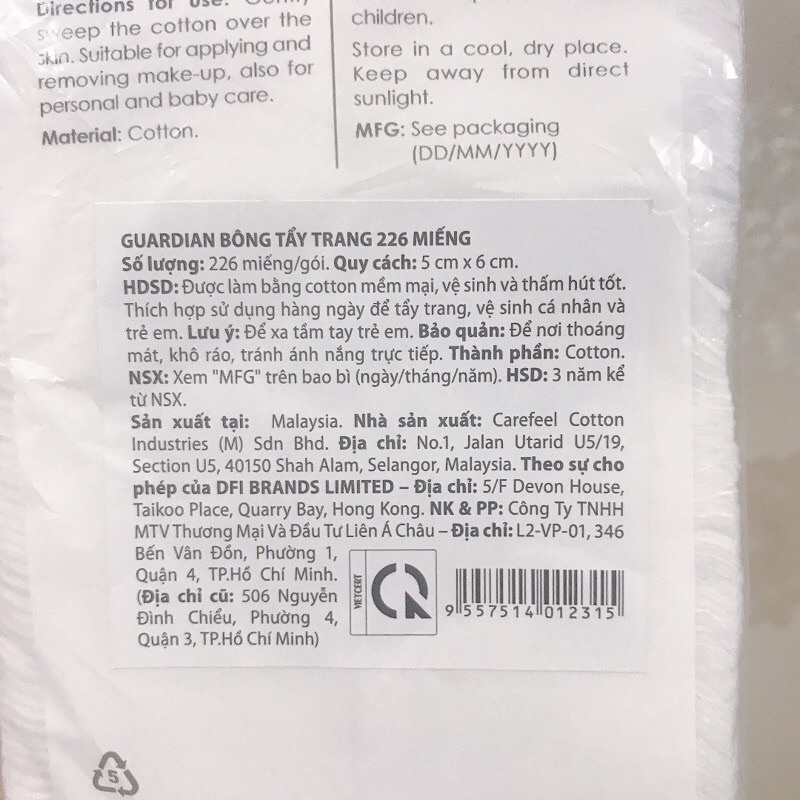 Directions for use:
sweep the cotton over the
skin. Suitable for applying and
removing make-up, also for
personal and baby care.
Material: Cotton.
children.
Store in a cool, dry place.
Keep away from direct
sunlight.
MFG: See packaging
(DD/MM/YYYY)
GUARDIAN BÔNG TẨY TRANG 226 MIẾNG
Số lượng: 226 miếng/gói. Quy cách: 5 cm x 6 cm.
HDSD: Được làm bằng cotton mềm mại, vệ sinh và thấm hút tốt.
Thích hợp sử dụng hàng ngày để tẩy trang, vệ sinh cá nhân và
trẻ em. Lưu ý: Để xa tầm tay trẻ em. Bảo quản: Để nơi thoáng
mát, khô ráo, tránh ánh nắng trực tiếp. Thành phần: Cotton.
NSX: Xem "MFG" trên bao bì (ngày/tháng/năm). HSD: 3 năm kể
từ NSX.
Sản xuất tại: Malaysia. Nhà sản xuất: Carefeel Cotton
Industries (M) Sdn Bhd. Địa chỉ: No.1, Jalan Utarid U5/19,
Section U5, 40150 Shah Alam, Selangor, Malaysia. Theo sự cho
phép của DFI BRANDS LIMITED – Địa chỉ: 5/F Devon House,
Taikoo Place, Quarry Bay, Hong Kong. NK & PP: Công Ty TNHH
MTV Thương Mại Và Đầu Tư Liên Á Châu – Địa chỉ: L2-VP-01, 346
Bến Vân Đồn, Phường 1,
Quận 4, TP.Hồ Chí Minh.
(Địa chỉ cũ: 506 Nguyễn
Đình Chiểu, Phường 4,
Quận 3, TP.Hồ Chí Minh)
VIETCERT
9 557514 012315
5